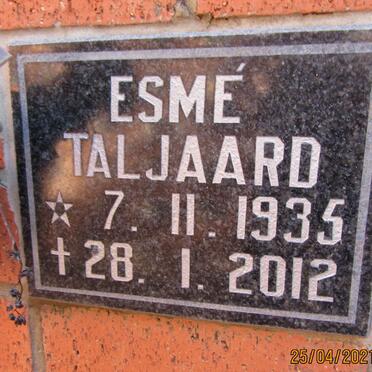 ESMÉ
TALJAARD
☆ 7. 11. 1935
✝ 28. 1. 2012
25/04/2021